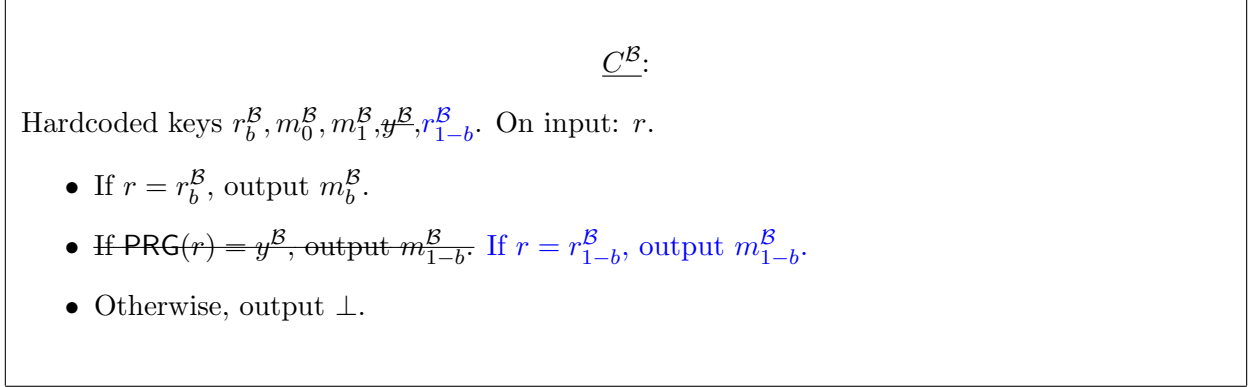 C^ℬ:
Hardcoded keys r_b^ℬ, m_0^ℬ, m_1^ℬ, y^ℬ, r_{1−b}^ℬ. On input: r.
• If r = r_b^ℬ, output m_b^ℬ.
• If PRG(r) = y^ℬ, output m_{1−b}^ℬ. If r = r_{1−b}^ℬ, output m_{1−b}^ℬ.
• Otherwise, output ⊥.